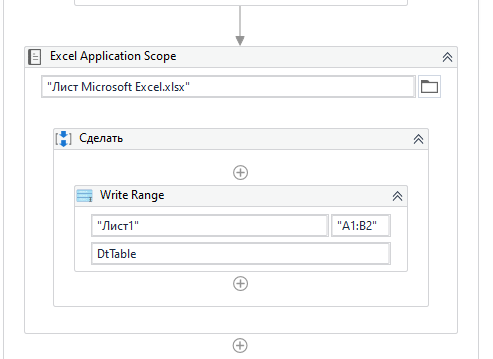 Excel Application Scope
"Лист Microsoft Excel.xlsx"
Сделать
Write Range
"Лист1" "A1:B2"
DtTable